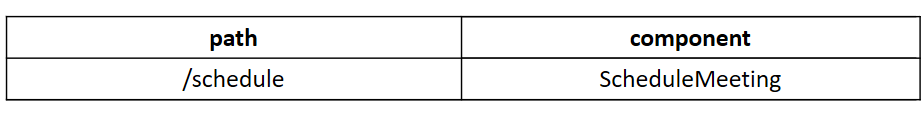 path component
/schedule ScheduleMeeting